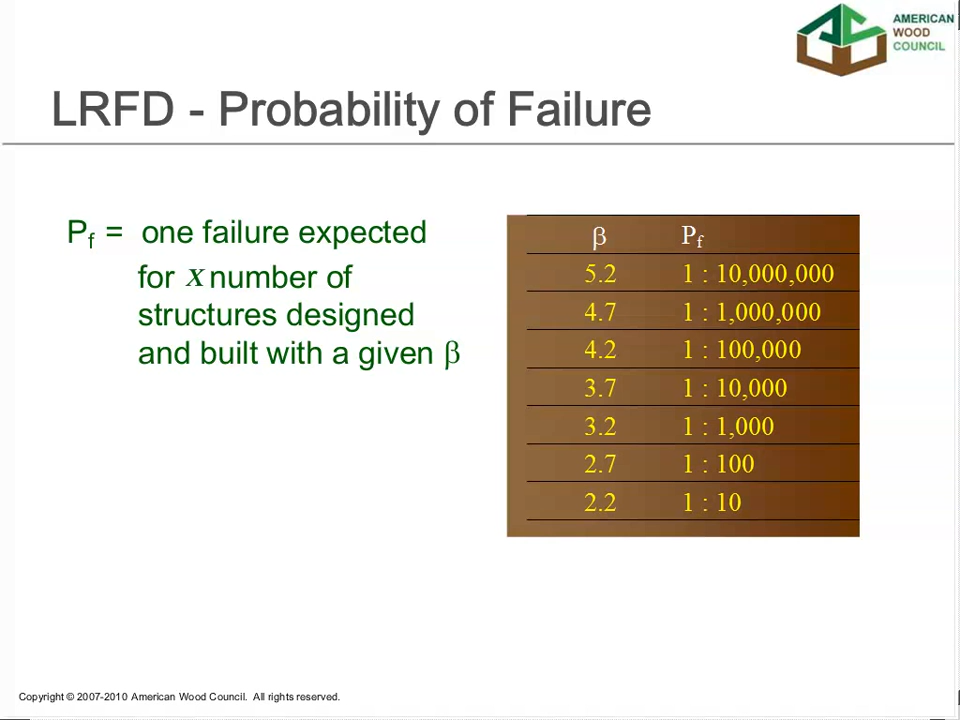 AMERICAN
WOOD
COUNCIL
LRFD - Probability of Failure
Pf = one failure expected
for X number of
structures designed
and built with a given β
β Pf
5.2 1 : 10,000,000
4.7 1 : 1,000,000
4.2 1 : 100,000
3.7 1 : 10,000
3.2 1 : 1,000
2.7 1 : 100
2.2 1 : 10
Copyright © 2007-2010 American Wood Council. All rights reserved.